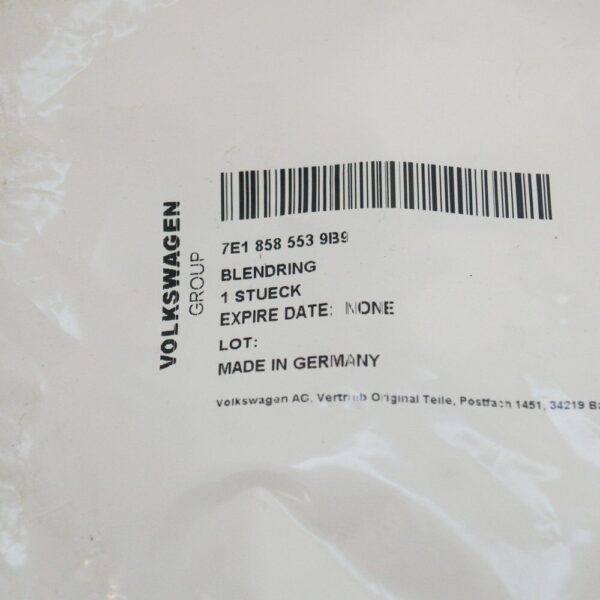 VOLKSWAGEN
GROUP
7E1 858 553 9B9
BLENDRING
1 STUECK
EXPIRE DATE: NONE
LOT:
MADE IN GERMANY
Volkswagen AG, Vertrieb Original Teile, Postfach 1451, 34219